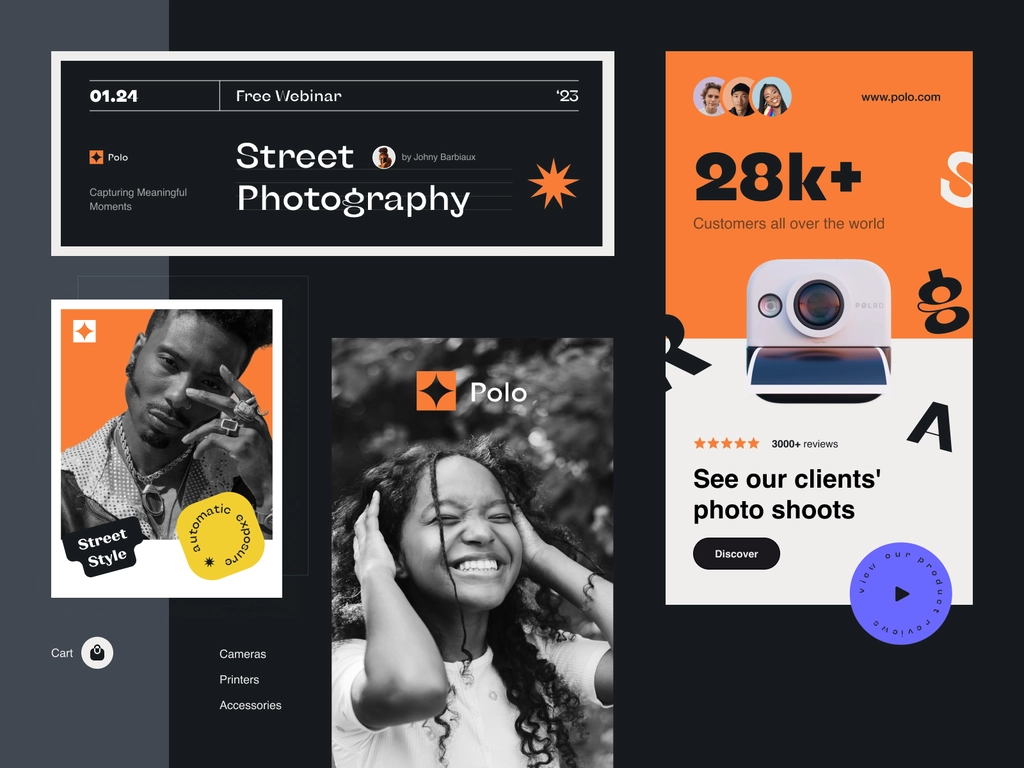 01.24
Free Webinar
'23
Polo
Street
by Johny Barbiaux
Photography
Capturing Meaningful
Moments
www.polo.com
28k+
Customers all over the world
S
g
R
A
3000+ reviews
See our clients'
photo shoots
Discover
view our product reviews
Street
Style
automatic exposure
Polo
Cart
Cameras
Printers
Accessories